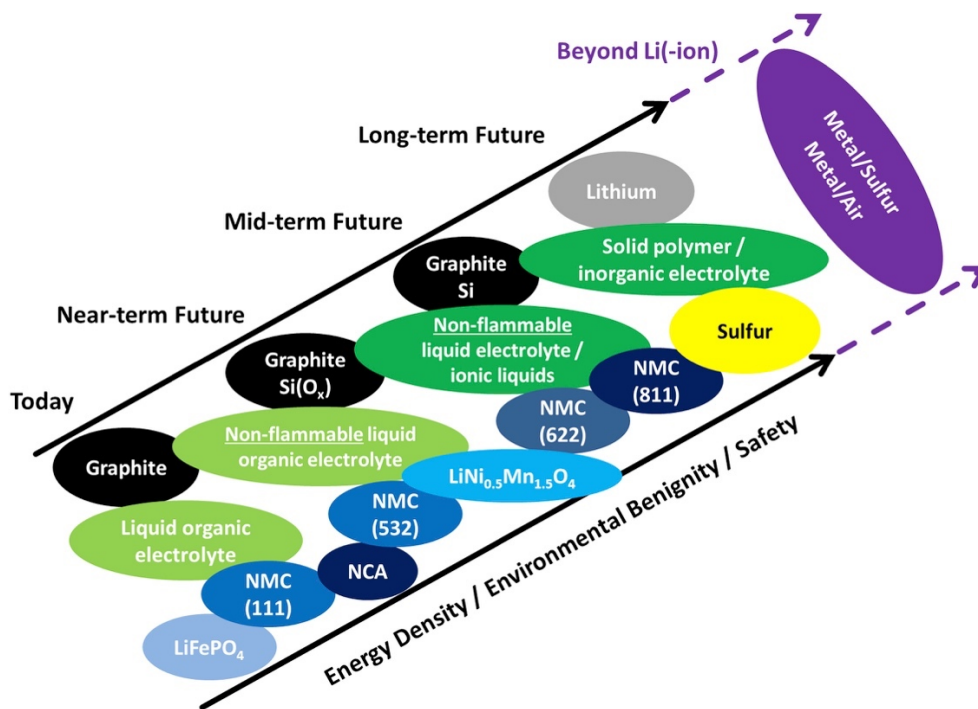 Beyond Li(-ion)
Long-term Future
Mid-term Future
Near-term Future
Today
Metal/Sulfur
Metal/Air
Lithium
Solid polymer /
inorganic electrolyte
Graphite
Si
Non-flammable
liquid electrolyte /
ionic liquids
Sulfur
Graphite
Si(Oₓ)
NMC
(811)
NMC
(622)
Non-flammable liquid
organic electrolyte
Graphite
LiNi₀.₅Mn₁.₅O₄
NMC
(532)
Liquid organic
electrolyte
NCA
NMC
(111)
LiFePO₄
Energy Density / Environmental Benignity / Safety